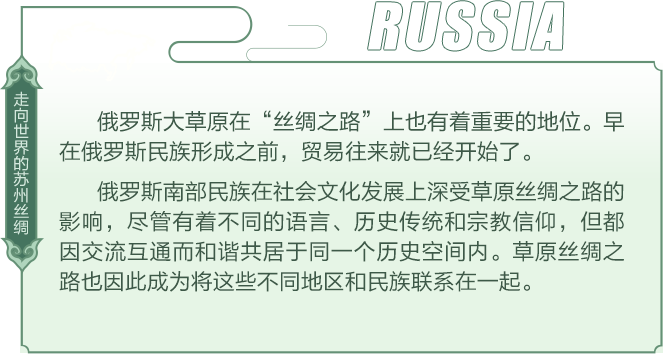 RUSSIA
走向世界的苏州丝绸
俄罗斯大草原在“丝绸之路”上也有着重要的地位。早
在俄罗斯民族形成之前，贸易往来就已经开始了。
俄罗斯南部民族在社会文化发展上深受草原丝绸之路的
影响，尽管有着不同的语言、历史传统和宗教信仰，但都
因交流互通而和谐共居于同一个历史空间内。草原丝绸之
路也因此成为将这些不同地区和民族联系在一起。